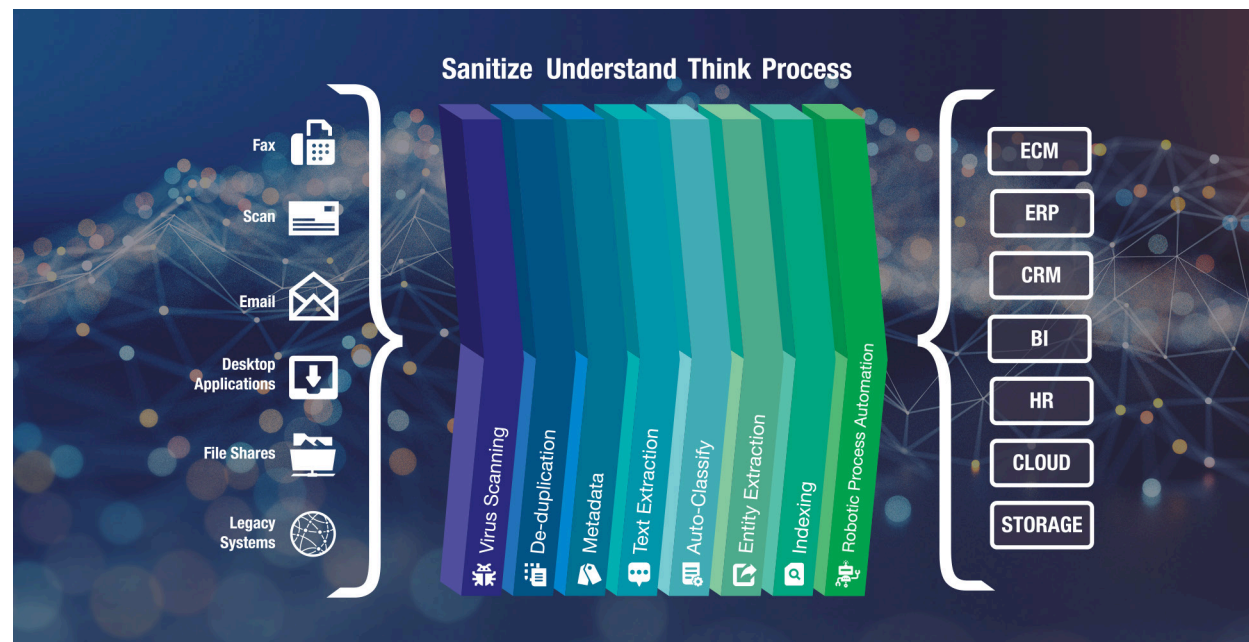 Sanitize Understand Think Process
Fax
Scan
Email
Desktop
Applications
File Shares
Legacy
Systems
Virus Scanning
De-duplication
Metadata
Text Extraction
Auto-Classify
Entity Extraction
Indexing
Robotic Process Automation
ECM
ERP
CRM
BI
HR
CLOUD
STORAGE